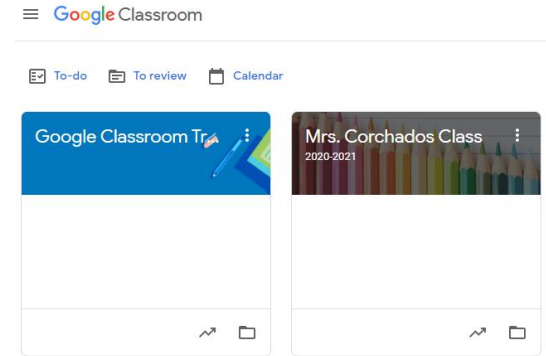 Google Classroom
To-do To review Calendar
Google Classroom Tr
Mrs. Corchados Class
2020-2021